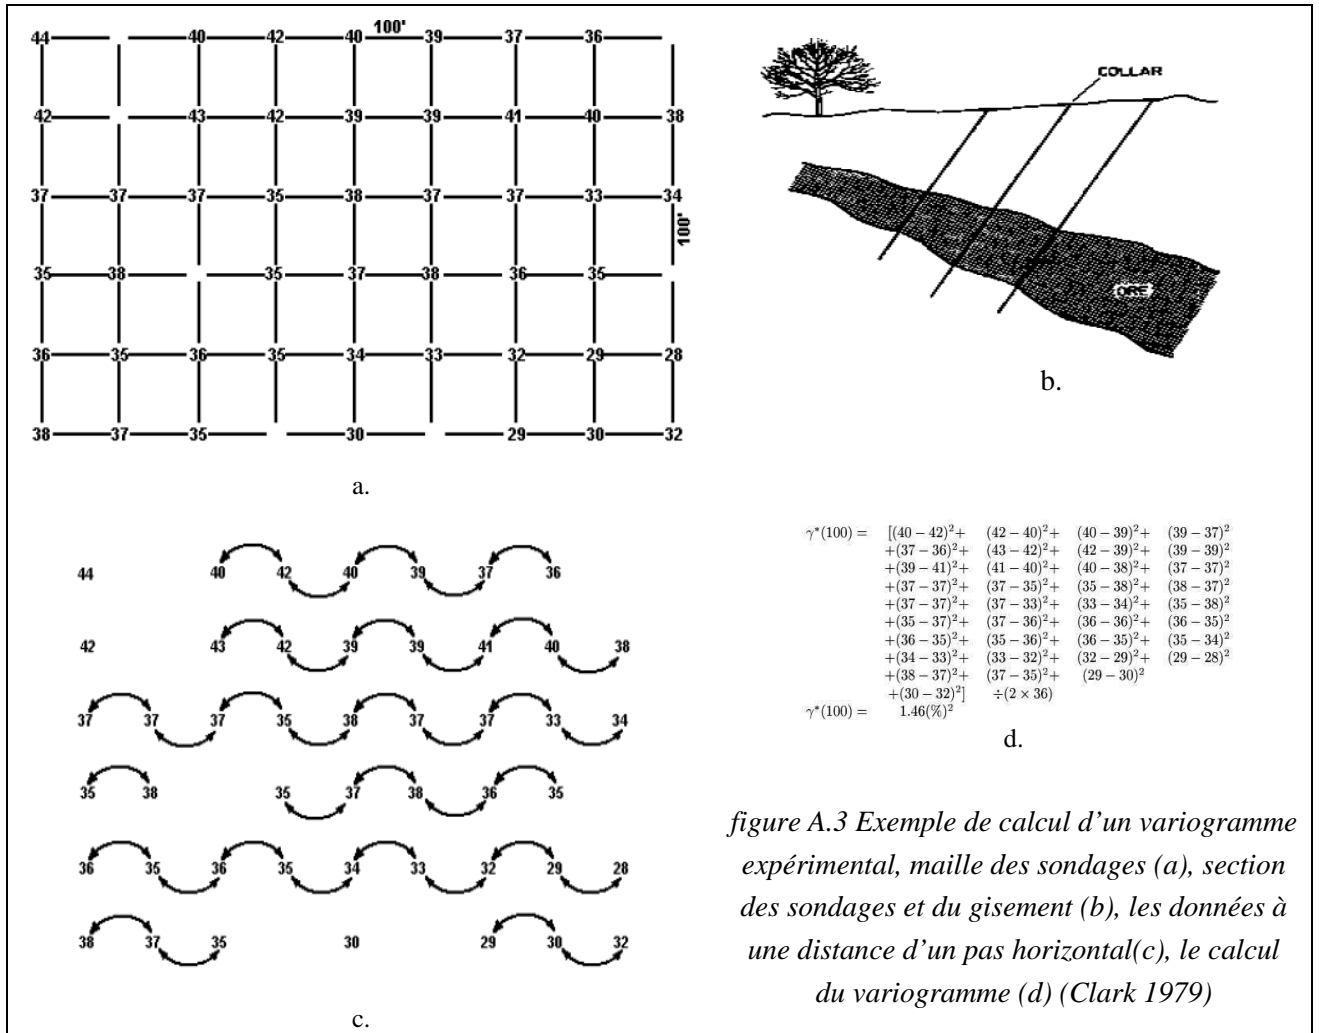 44 40 42 40 100' 39 37 36
42 43 42 39 39 41 40 38
37 37 37 35 38 37 37 33 34
100'
35 38 35 37 38 36 35
36 35 36 35 34 33 32 29 28
38 37 35 30 29 30 32
a.
COLLAR
ORE
b.
44 40 42 40 39 37 36
42 43 42 39 39 41 40 38
37 37 37 35 38 37 37 33 34
35 38 35 37 38 36 35
36 35 36 35 34 33 32 29 28
38 37 35 30 29 30 32
c.
γ*(100) = [(40 − 42)²+ (42 − 40)²+ (40 − 39)²+ (39 − 37)²
+(37 − 36)²+ (43 − 42)²+ (42 − 39)²+ (39 − 39)²
+(39 − 41)²+ (41 − 40)²+ (40 − 38)²+ (37 − 37)²
+(37 − 37)²+ (37 − 35)²+ (35 − 38)²+ (38 − 37)²
+(37 − 37)²+ (37 − 33)²+ (33 − 34)²+ (35 − 38)²
+(35 − 37)²+ (37 − 36)²+ (36 − 36)²+ (36 − 35)²
+(36 − 35)²+ (35 − 36)²+ (36 − 35)²+ (35 − 34)²
+(34 − 33)²+ (33 − 32)²+ (32 − 29)²+ (29 − 28)²
+(38 − 37)²+ (37 − 35)²+ (29 − 30)²
+(30 − 32)²] ÷(2 × 36)
γ*(100) = 1.46(%)²
d.
figure A.3 Exemple de calcul d'un variogramme
expérimental, maille des sondages (a), section
des sondages et du gisement (b), les données à
une distance d'un pas horizontal(c), le calcul
du variogramme (d) (Clark 1979)